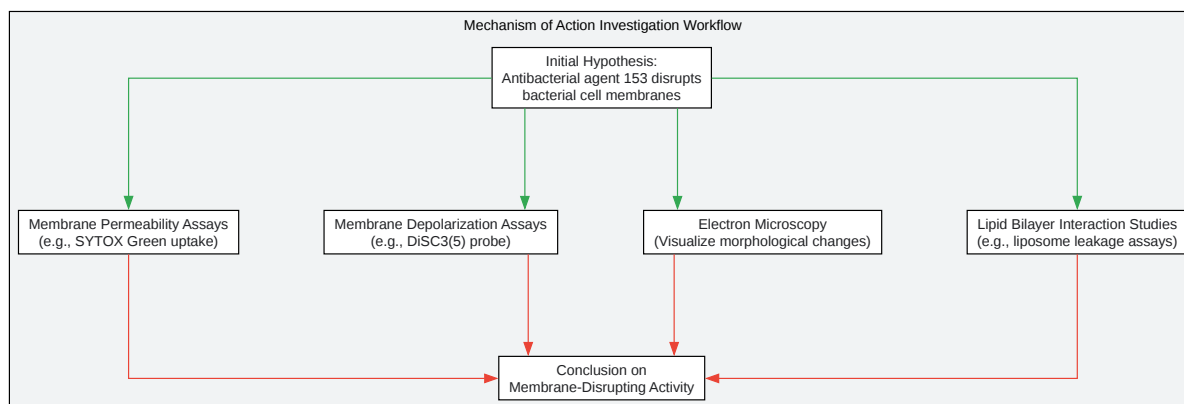 Mechanism of Action Investigation Workflow
Initial Hypothesis:
Antibacterial agent 153 disrupts
bacterial cell membranes
Membrane Permeability Assays
(e.g., SYTOX Green uptake)
Membrane Depolarization Assays
(e.g., DiSC3(5) probe)
Electron Microscopy
(Visualize morphological changes)
Lipid Bilayer Interaction Studies
(e.g., liposome leakage assays)
Conclusion on
Membrane-Disrupting Activity